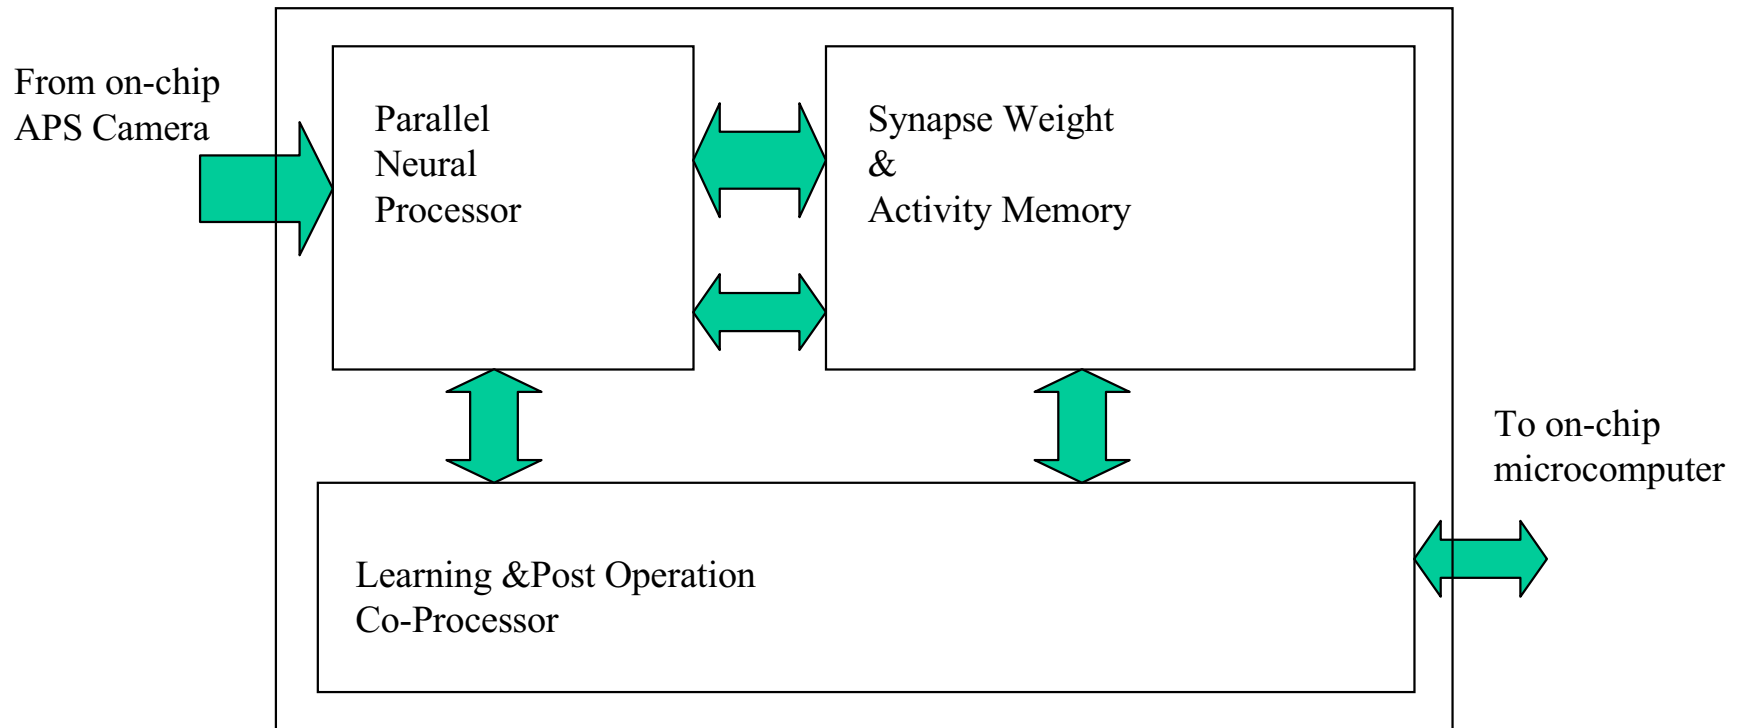 From on-chip
APS Camera
Parallel
Neural
Processor
Synapse Weight
&
Activity Memory
To on-chip
microcomputer
Learning &Post Operation
Co-Processor